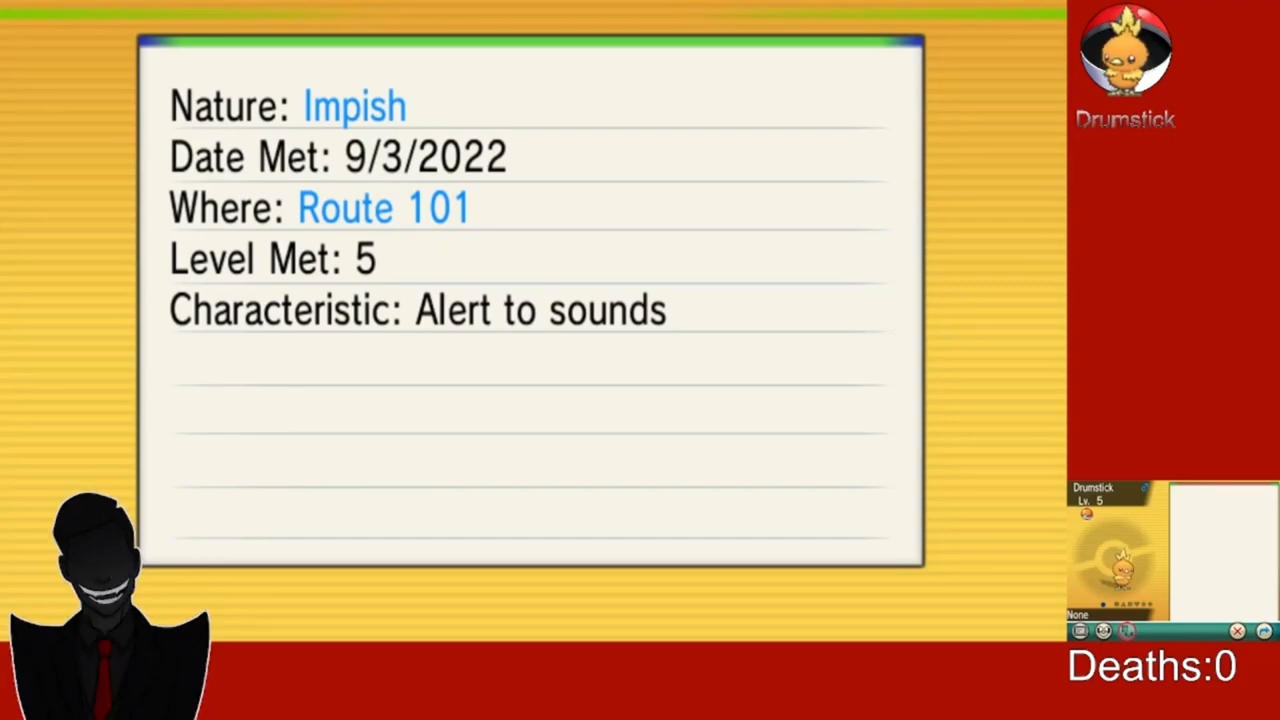 Nature: Impish
Date Met: 9/3/2022
Where: Route 101
Level Met: 5
Characteristic: Alert to sounds
Drumstick
Drumstick
Lv. 5
None
Deaths:0